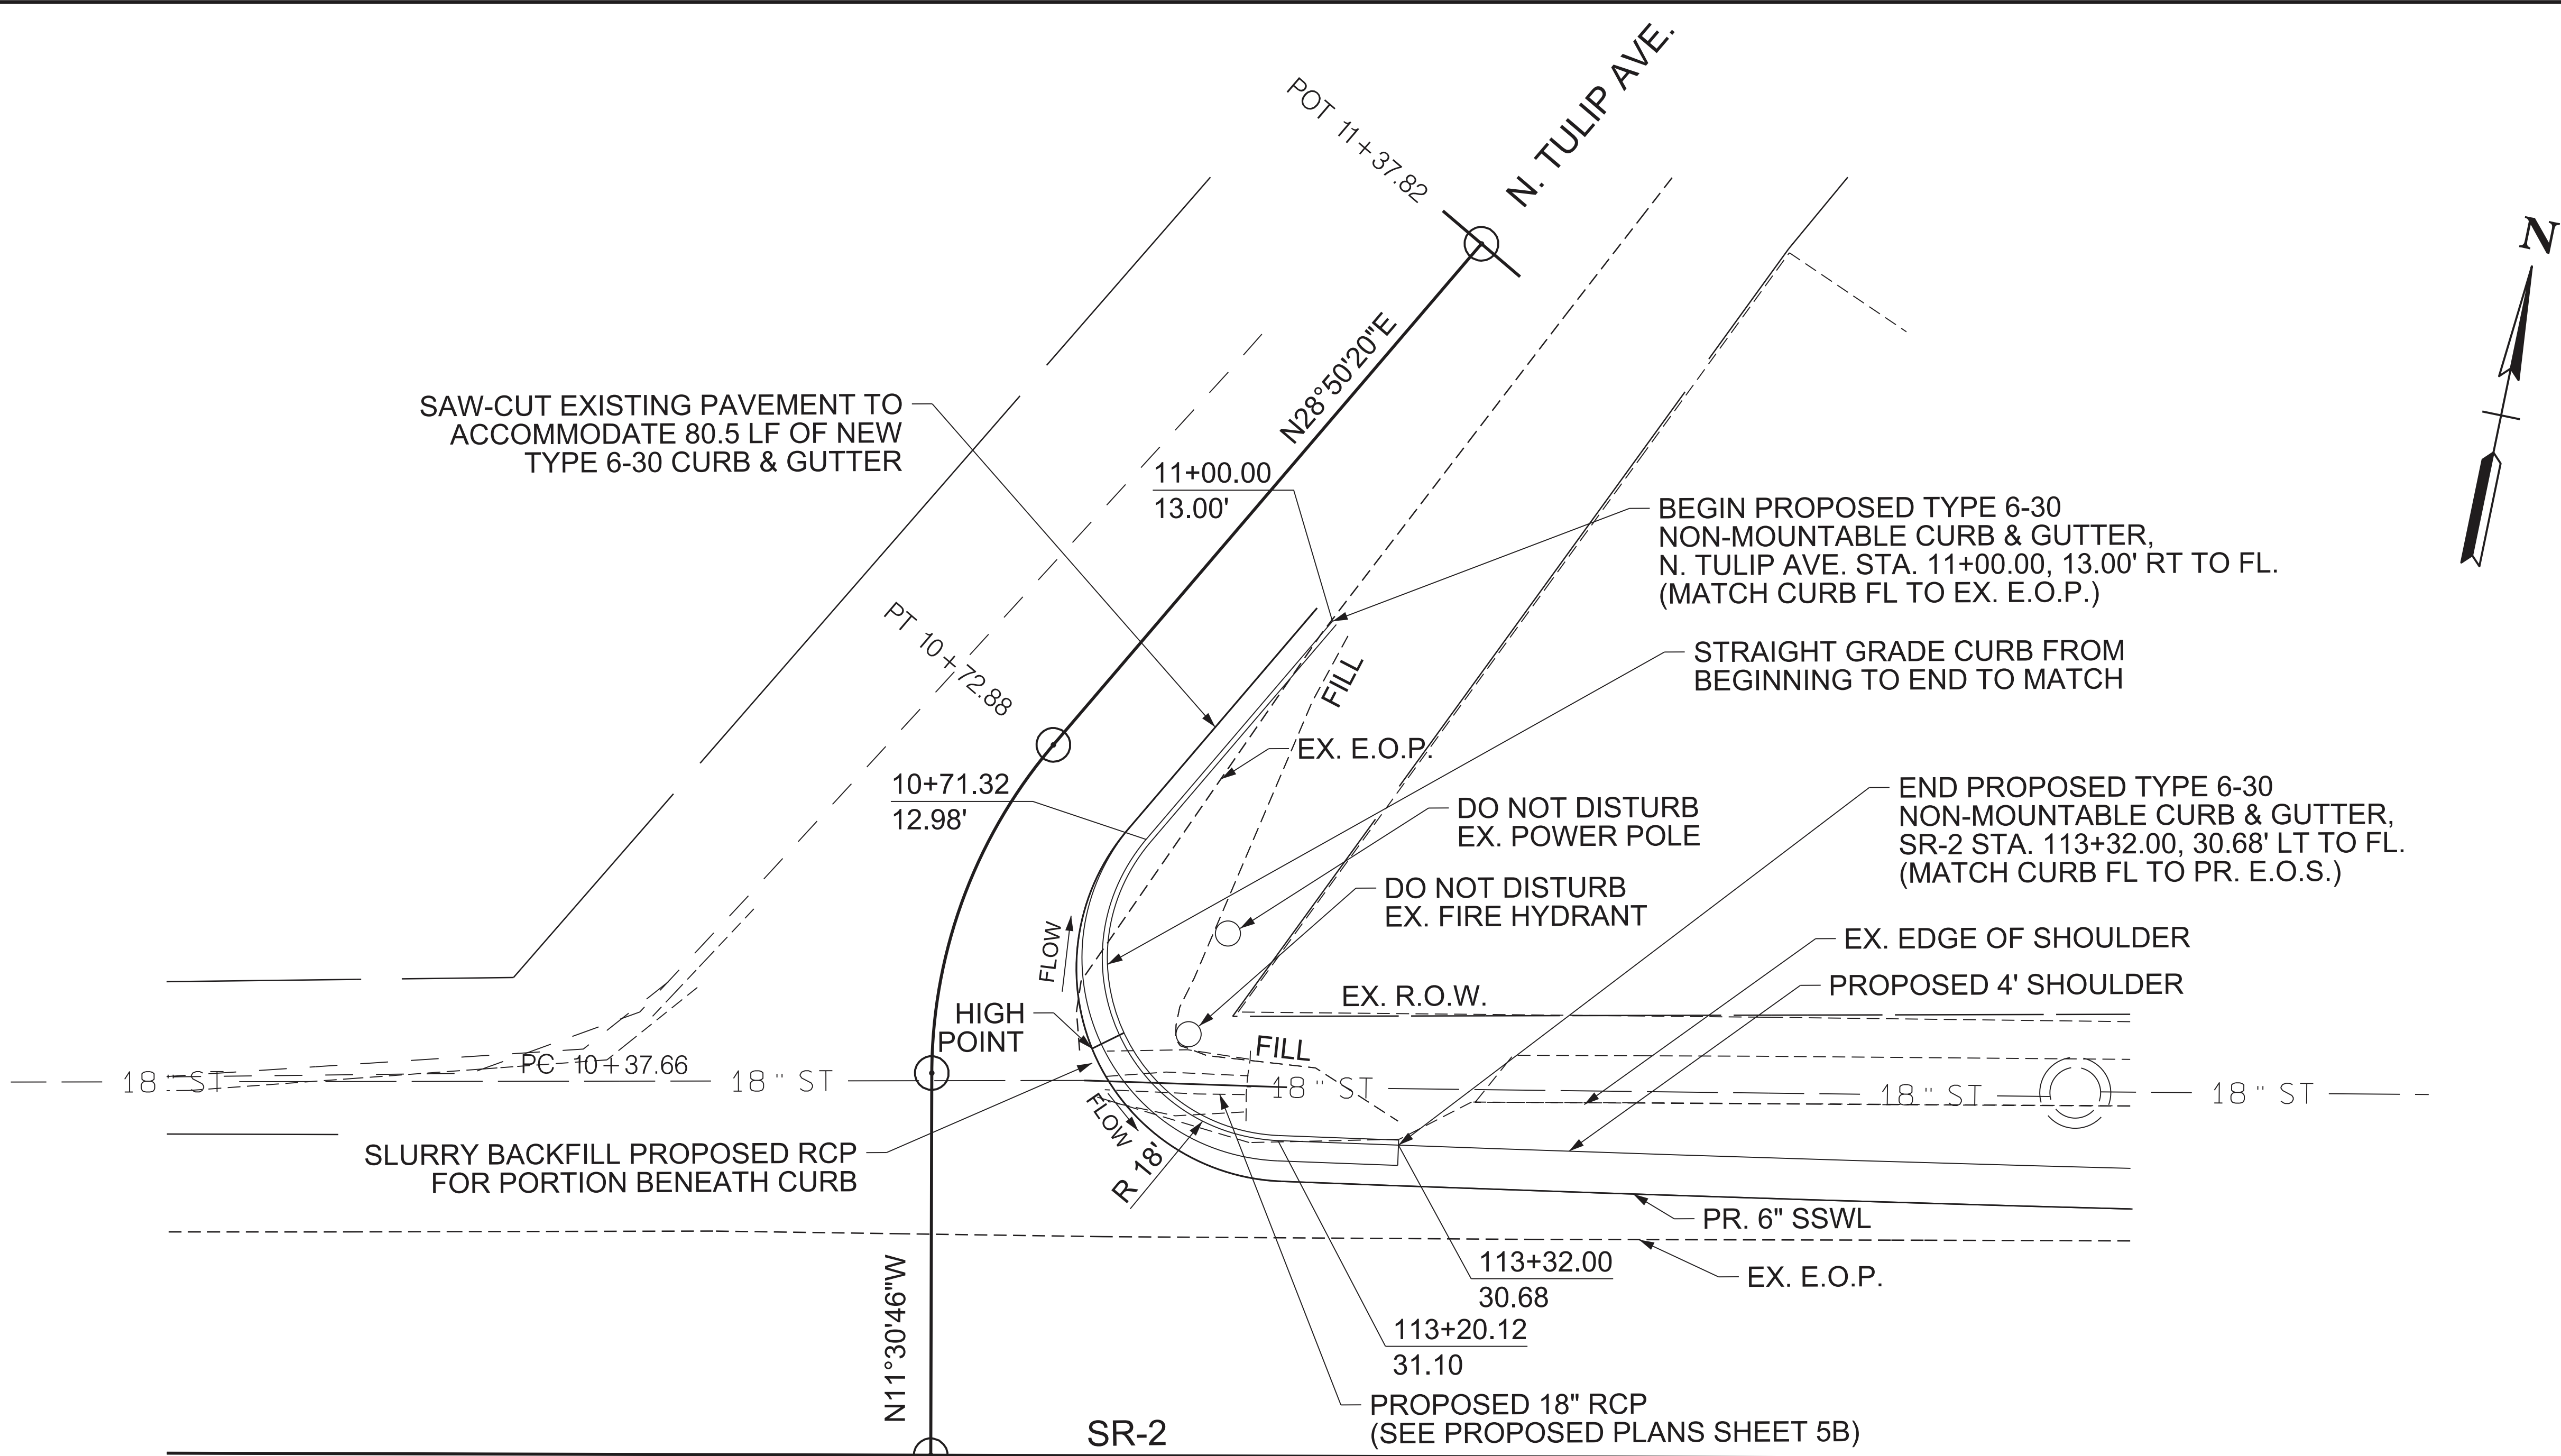 N. TULIP AVE.
POT 11+37.82
N
N28°50'20"E
SAW-CUT EXISTING PAVEMENT TO
ACCOMMODATE 80.5 LF OF NEW
TYPE 6-30 CURB & GUTTER
11+00.00
13.00'
BEGIN PROPOSED TYPE 6-30
NON-MOUNTABLE CURB & GUTTER,
N. TULIP AVE. STA. 11+00.00, 13.00' RT TO FL.
(MATCH CURB FL TO EX. E.O.P.)
PT 10+72.88
STRAIGHT GRADE CURB FROM
BEGINNING TO END TO MATCH
FILL
EX. E.O.P.
10+71.32
12.98'
DO NOT DISTURB
EX. POWER POLE
END PROPOSED TYPE 6-30
NON-MOUNTABLE CURB & GUTTER,
SR-2 STA. 113+32.00, 30.68' LT TO FL.
(MATCH CURB FL TO PR. E.O.S.)
DO NOT DISTURB
EX. FIRE HYDRANT
FLOW
EX. EDGE OF SHOULDER
PROPOSED 4' SHOULDER
EX. R.O.W.
HIGH
POINT
FILL
PC 10+37.66
18" ST
18" ST
18" ST
18" ST
18" ST
FLOW
R 18'
SLURRY BACKFILL PROPOSED RCP
FOR PORTION BENEATH CURB
PR. 6" SSWL
EX. E.O.P.
113+32.00
30.68
113+20.12
31.10
N11°30'46"W
PROPOSED 18" RCP
(SEE PROPOSED PLANS SHEET 5B)
SR-2